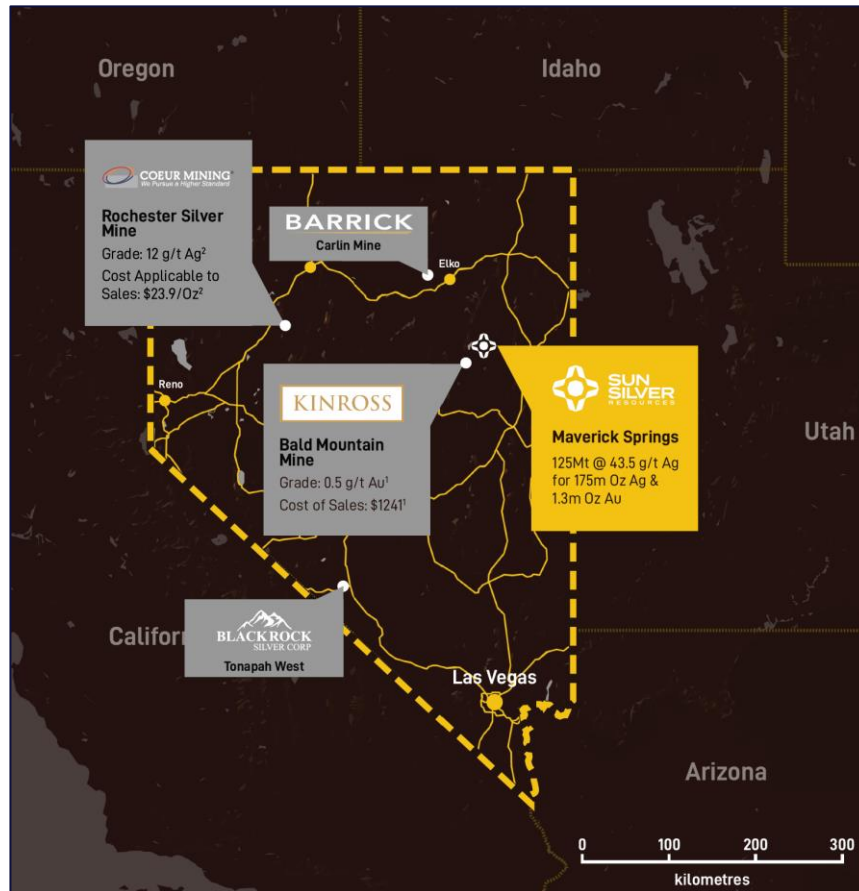 Oregon
Idaho
COEUR MINING
We Pursue a Higher Standard
Rochester Silver
Mine
Grade: 12 g/t Ag²
Cost Applicable to
Sales: $23.9/Oz²
BARRICK
Carlin Mine
Elko
Reno
KINROSS
Bald Mountain
Mine
Grade: 0.5 g/t Au¹
Cost of Sales: $1241¹
SUN
SILVER
RESOURCES
Maverick Springs
125Mt @ 43.5 g/t Ag
for 175m Oz Ag &
1.3m Oz Au
Utah
Californ
BLACKROCK
SILVER CORP
Tonapah West
Las Vegas
Arizona
0 100 200 300
kilometres